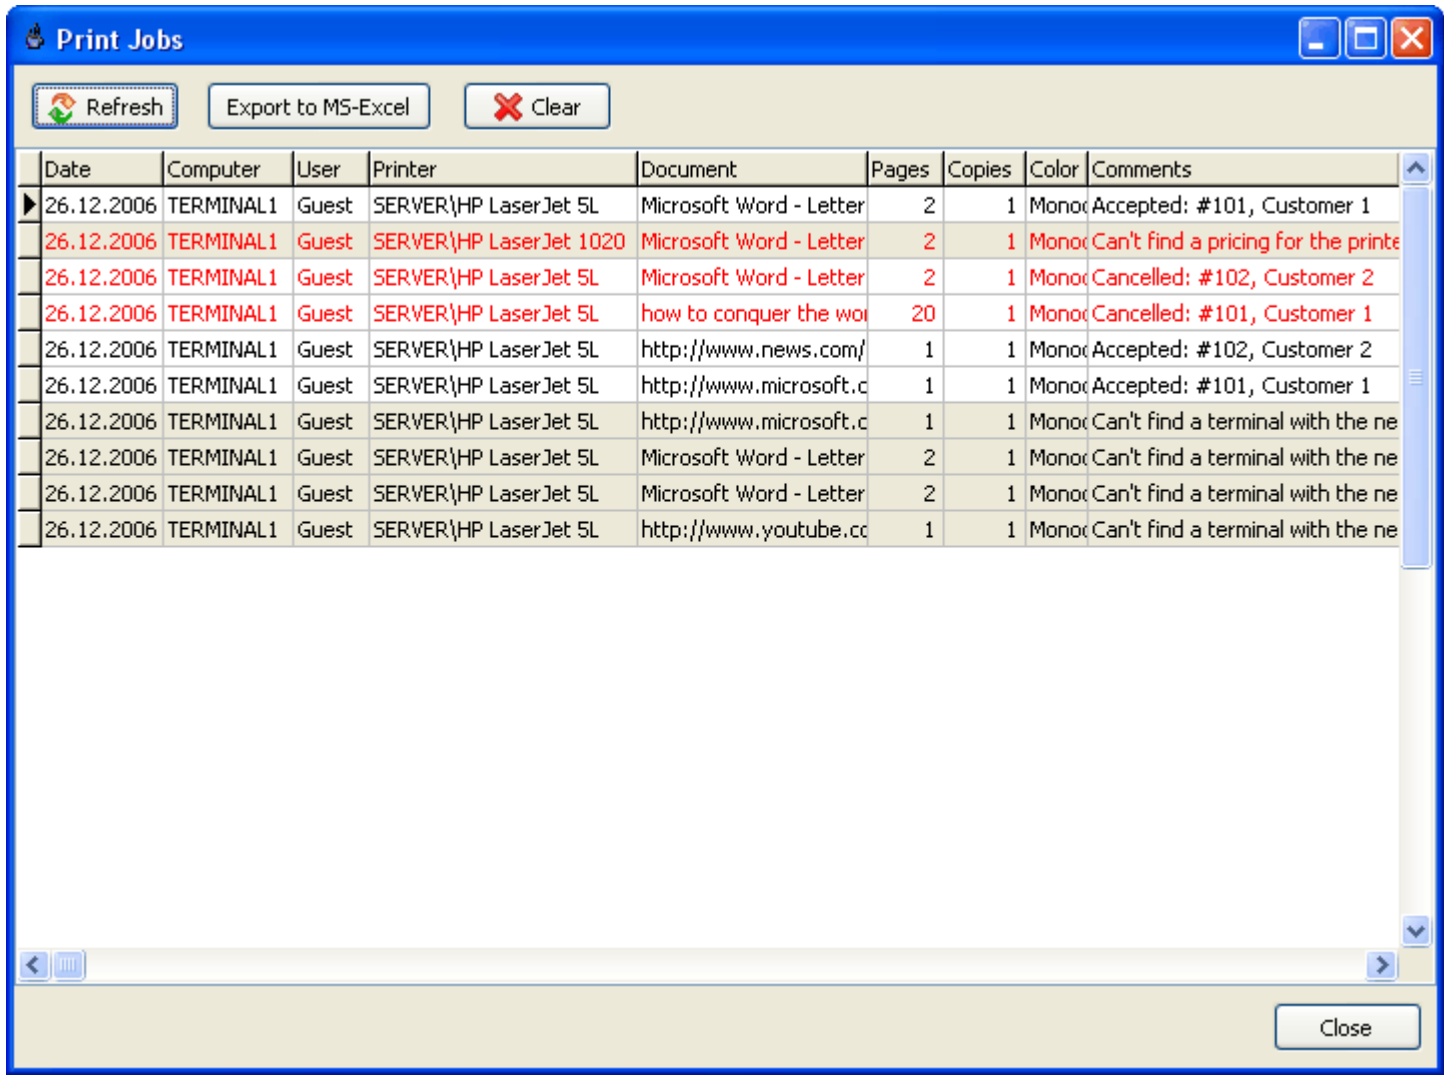 Print Jobs
Refresh Export to MS-Excel Clear
Date Computer User Printer Document Pages Copies Color Comments
26.12.2006 TERMINAL1 Guest SERVER\HP LaserJet 5L Microsoft Word - Letter 2 1 Monoc Accepted: #101, Customer 1
26.12.2006 TERMINAL1 Guest SERVER\HP LaserJet 1020 Microsoft Word - Letter 2 1 Monoc Can't find a pricing for the printe
26.12.2006 TERMINAL1 Guest SERVER\HP LaserJet 5L Microsoft Word - Letter 2 1 Monoc Cancelled: #102, Customer 2
26.12.2006 TERMINAL1 Guest SERVER\HP LaserJet 5L how to conquer the wor 20 1 Monoc Cancelled: #101, Customer 1
26.12.2006 TERMINAL1 Guest SERVER\HP LaserJet 5L http://www.news.com/ 1 1 Monoc Accepted: #102, Customer 2
26.12.2006 TERMINAL1 Guest SERVER\HP LaserJet 5L http://www.microsoft.c 1 1 Monoc Accepted: #101, Customer 1
26.12.2006 TERMINAL1 Guest SERVER\HP LaserJet 5L http://www.microsoft.c 1 1 Monoc Can't find a terminal with the ne
26.12.2006 TERMINAL1 Guest SERVER\HP LaserJet 5L Microsoft Word - Letter 2 1 Monoc Can't find a terminal with the ne
26.12.2006 TERMINAL1 Guest SERVER\HP LaserJet 5L Microsoft Word - Letter 2 1 Monoc Can't find a terminal with the ne
26.12.2006 TERMINAL1 Guest SERVER\HP LaserJet 5L http://www.youtube.cc 1 1 Monoc Can't find a terminal with the ne
Close